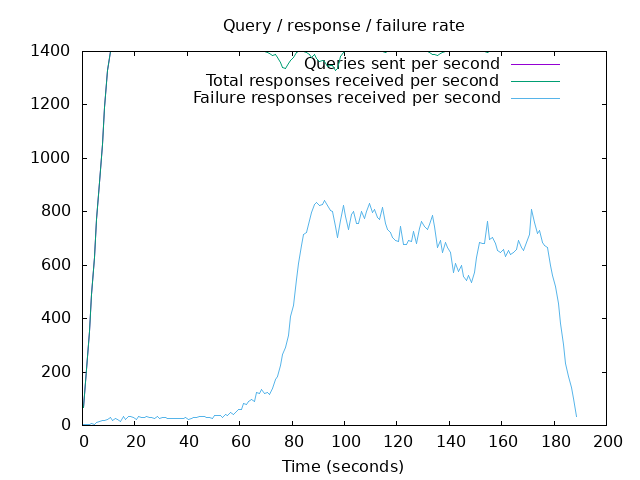 Query / response / failure rate
Queries sent per second
Total responses received per second
Failure responses received per second
1400
1200
1000
800
600
400
200
0
0 20 40 60 80 100 120 140 160 180 200
Time (seconds)